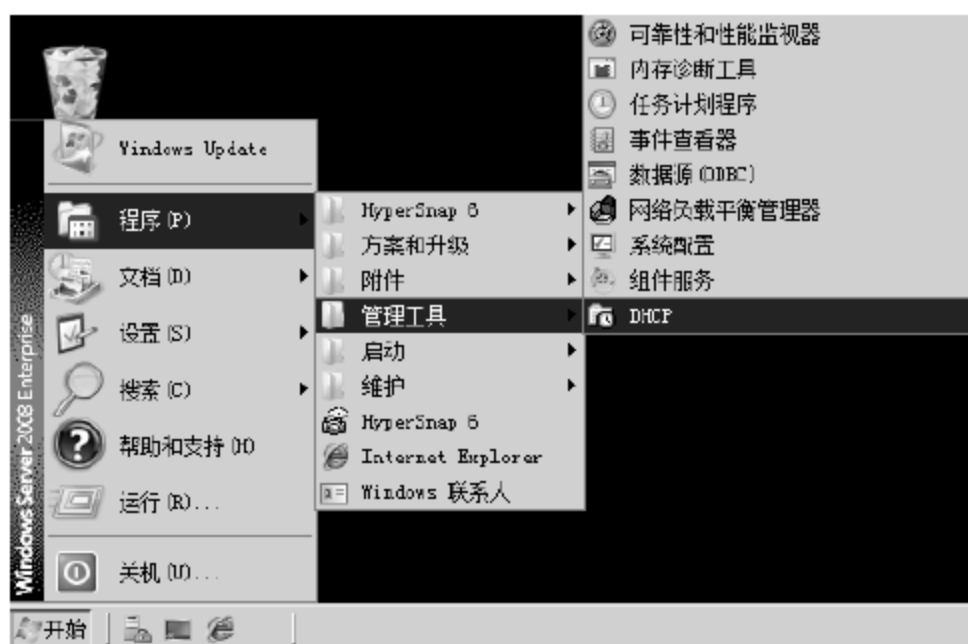 Windows Update
程序(P)
文档(D)
设置(S)
搜索(C)
帮助和支持(H)
运行(R)...
关机(U)...
Windows Server 2008 Enterprise
开始
HyperSnap 6
方案和升级
附件
管理工具
启动
维护
HyperSnap 6
Internet Explorer
Windows 联系人
可靠性和性能监视器
内存诊断工具
任务计划程序
事件查看器
数据源(ODBC)
网络负载平衡管理器
系统配置
组件服务
DHCP